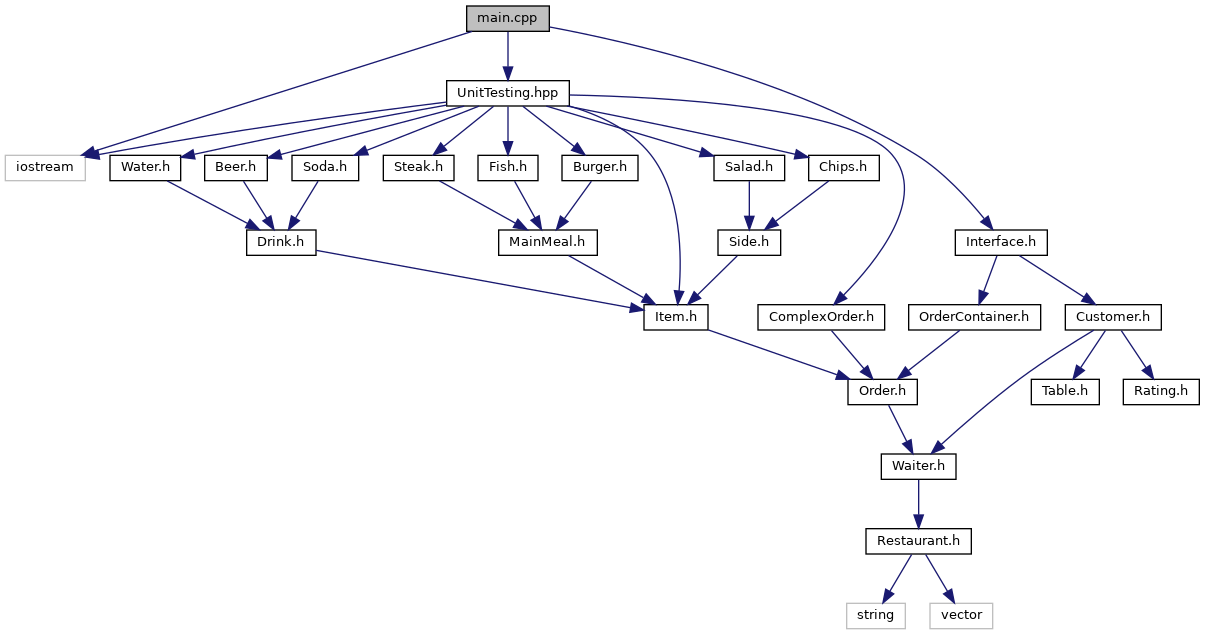 main.cpp
UnitTesting.hpp
iostream
Water.h
Beer.h
Soda.h
Steak.h
Fish.h
Burger.h
Salad.h
Chips.h
Drink.h
MainMeal.h
Side.h
Interface.h
Item.h
ComplexOrder.h
OrderContainer.h
Customer.h
Order.h
Table.h
Rating.h
Waiter.h
Restaurant.h
string
vector